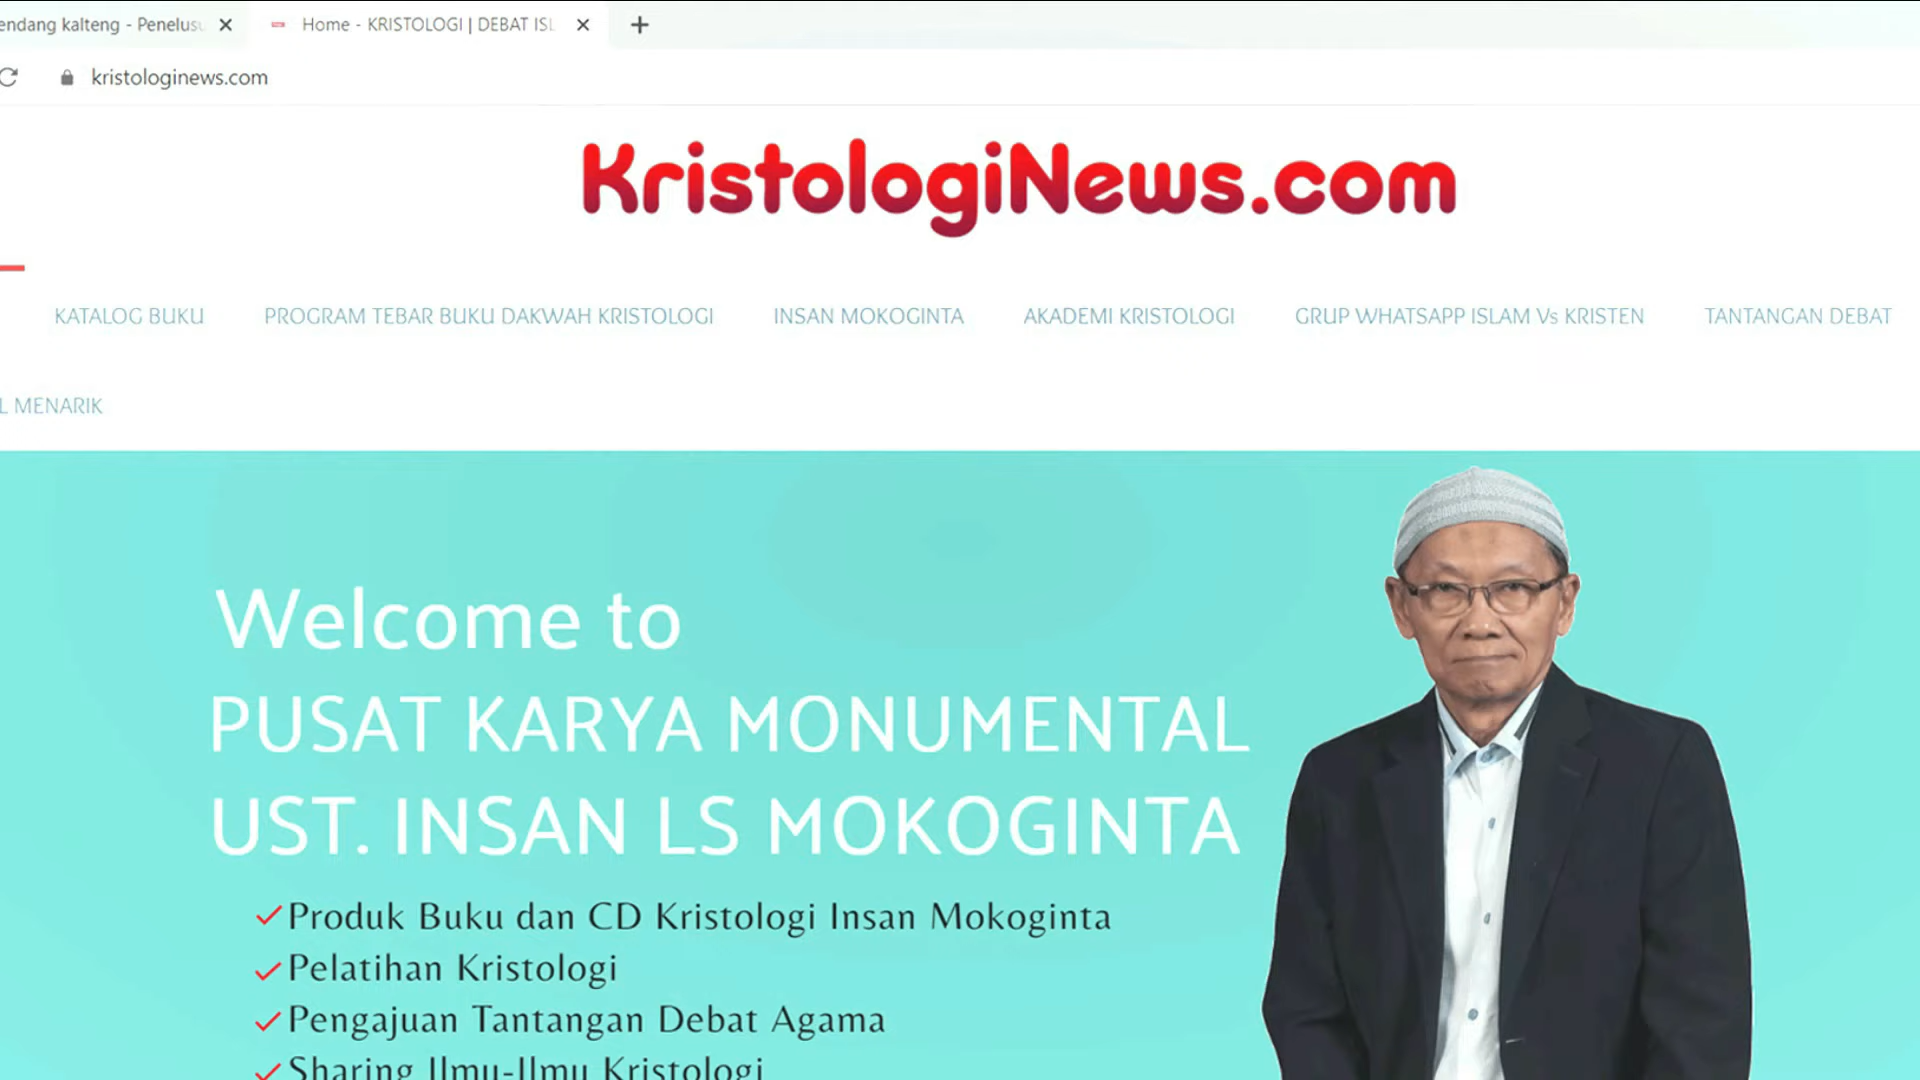 endang kalteng - Penelusu
Home - KRISTOLOGI | DEBAT ISL
kristologinews.com
KristologiNews.com
KATALOG BUKU PROGRAM TEBAR BUKU DAKWAH KRISTOLOGI INSAN MOKOGINTA AKADEMI KRISTOLOGI GRUP WHATSAPP ISLAM Vs KRISTEN TANTANGAN DEBAT
L MENARIK
Welcome to
PUSAT KARYA MONUMENTAL
UST. INSAN LS MOKOGINTA
Produk Buku dan CD Kristologi Insan Mokoginta
Pelatihan Kristologi
Pengajuan Tantangan Debat Agama
Sharing Ilmu-Ilmu Kristologi